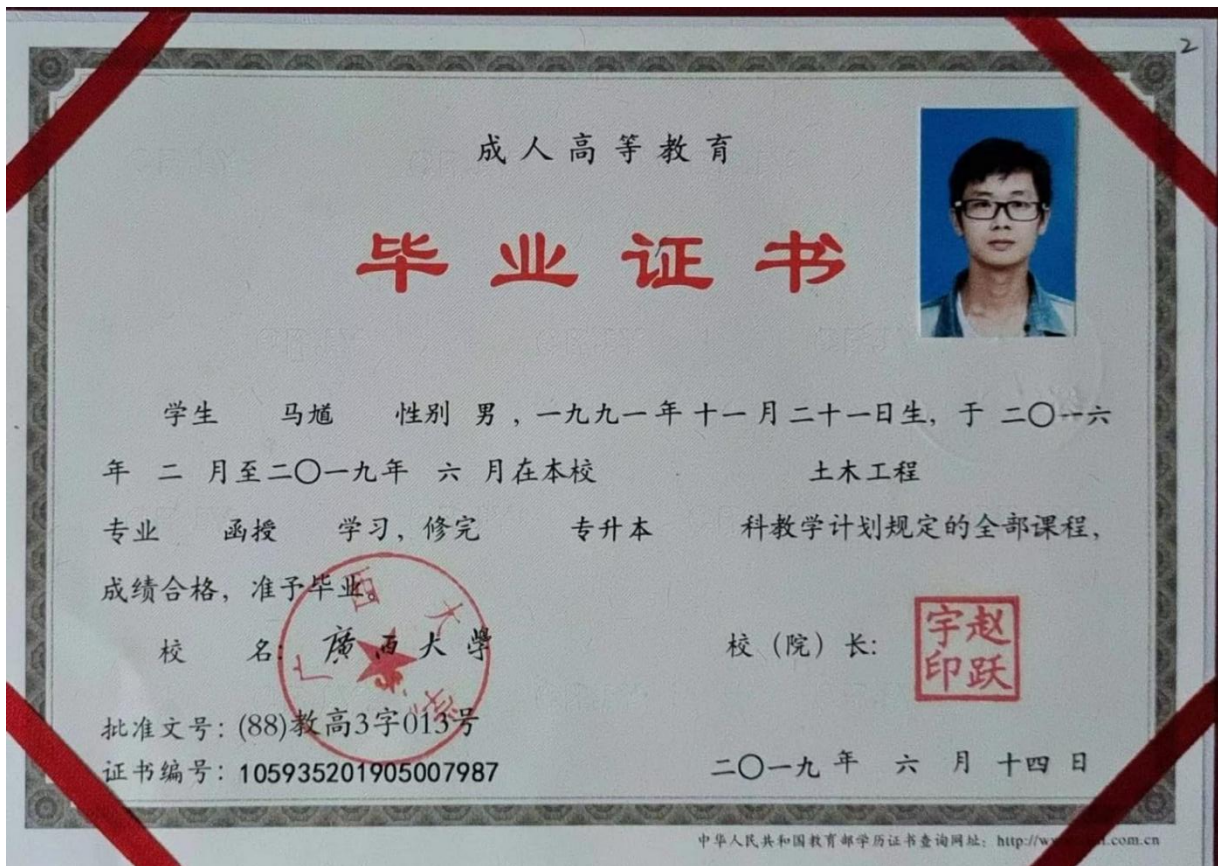 2
成人高等教育
毕业证书
学生 马馗 性别 男，一九九一年十一月二十一日生，于 二〇一六
年 二 月至二〇一九年 六 月在本校 土木工程
专业 函授 学习，修完 专升本 科教学计划规定的全部课程，
成绩合格，准予毕业。
校 名：廣西大學 校（院）长：
广西大学
赵跃宇印
批准文号：(88)教高3字013号
证书编号：105935201905007987
二〇一九年 六 月 十四 日
中华人民共和国教育部学历证书查询网址：http://w .com.cn